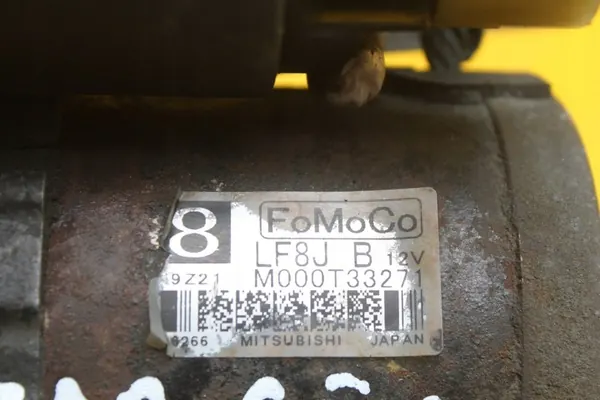 8
FoMoCo
LF8J B 12V
9Z21 M000T33271
6266 MITSUBISHI JAPAN